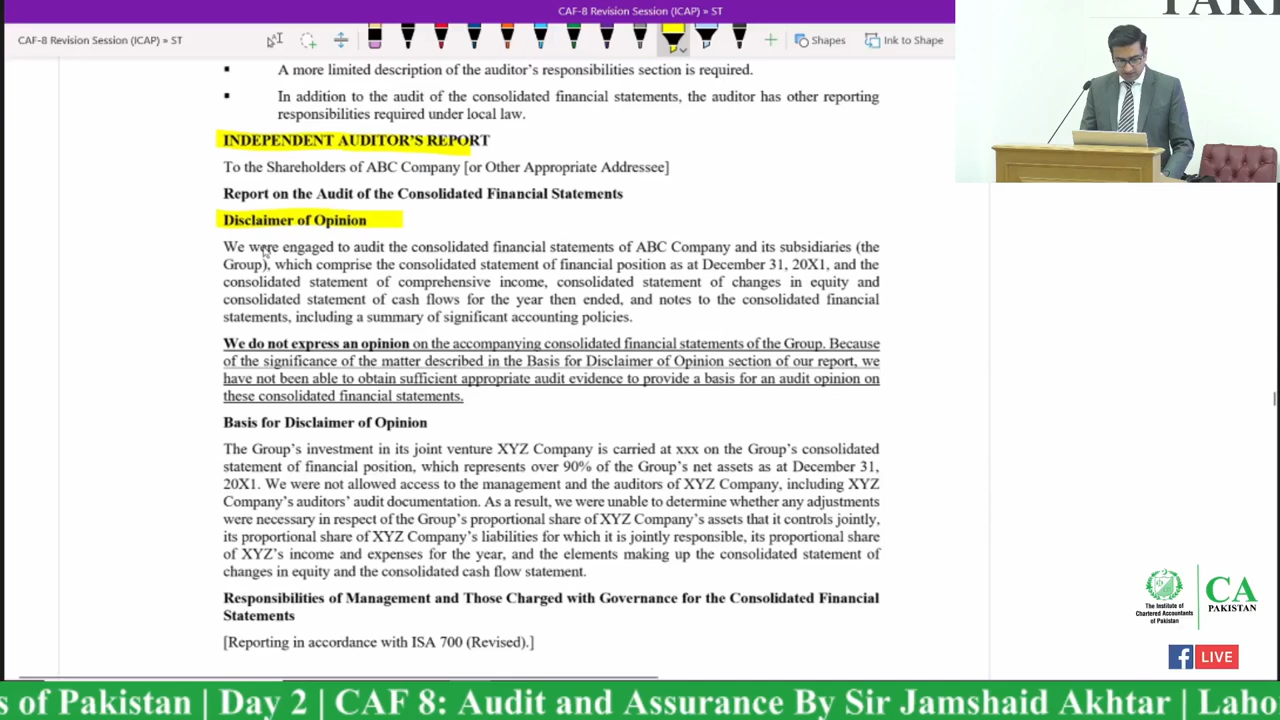 CAF-8 Revision Session (ICAP) » ST
CAF-8 Revision Session (ICAP) » ST
Shapes
Ink to Shape
▪ A more limited description of the auditor's responsibilities section is required.
▪ In addition to the audit of the consolidated financial statements, the auditor has other reporting
responsibilities required under local law.
INDEPENDENT AUDITOR'S REPORT
To the Shareholders of ABC Company [or Other Appropriate Addressee]
Report on the Audit of the Consolidated Financial Statements
Disclaimer of Opinion
We were engaged to audit the consolidated financial statements of ABC Company and its subsidiaries (the
Group), which comprise the consolidated statement of financial position as at December 31, 20X1, and the
consolidated statement of comprehensive income, consolidated statement of changes in equity and
consolidated statement of cash flows for the year then ended, and notes to the consolidated financial
statements, including a summary of significant accounting policies.
We do not express an opinion on the accompanying consolidated financial statements of the Group. Because
of the significance of the matter described in the Basis for Disclaimer of Opinion section of our report, we
have not been able to obtain sufficient appropriate audit evidence to provide a basis for an audit opinion on
these consolidated financial statements.
Basis for Disclaimer of Opinion
The Group's investment in its joint venture XYZ Company is carried at xxx on the Group's consolidated
statement of financial position, which represents over 90% of the Group's net assets as at December 31,
20X1. We were not allowed access to the management and the auditors of XYZ Company, including XYZ
Company's auditors' audit documentation. As a result, we were unable to determine whether any adjustments
were necessary in respect of the Group's proportional share of XYZ Company's assets that it controls jointly,
its proportional share of XYZ Company's liabilities for which it is jointly responsible, its proportional share
of XYZ's income and expenses for the year, and the elements making up the consolidated statement of
changes in equity and the consolidated cash flow statement.
Responsibilities of Management and Those Charged with Governance for the Consolidated Financial
Statements
[Reporting in accordance with ISA 700 (Revised).]
The Institute of
Chartered Accountants
of Pakistan
CA
PAKISTAN
LIVE
s of Pakistan | Day 2 | CAF 8: Audit and Assurance By Sir Jamshaid Akhtar | Laho